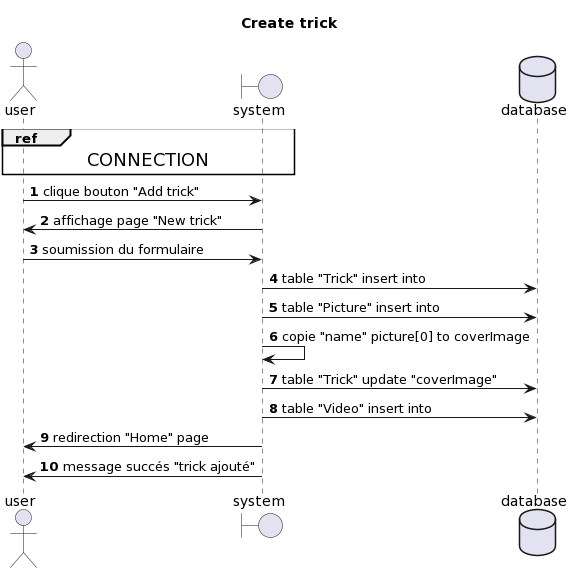 Create trick
user
system
database
ref
CONNECTION
1 clique bouton "Add trick"
2 affichage page "New trick"
3 soumission du formulaire
4 table "Trick" insert into
5 table "Picture" insert into
6 copie "name" picture[0] to coverImage
7 table "Trick" update "coverImage"
8 table "Video" insert into
9 redirection "Home" page
10 message succés "trick ajouté"
user
system
database